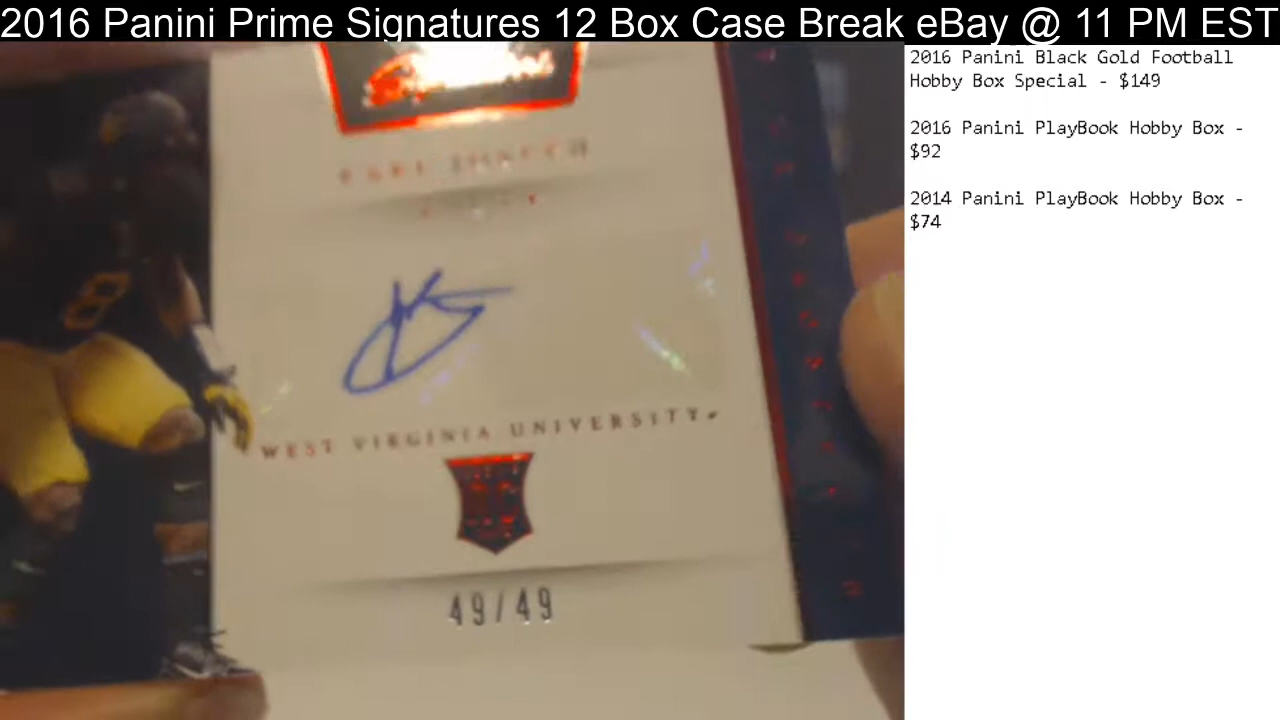 2016 Panini Prime Signatures 12 Box Case Break eBay @ 11 PM EST
2016 Panini Black Gold Football
Hobby Box Special - $149
2016 Panini PlayBook Hobby Box -
$92
2014 Panini PlayBook Hobby Box -
$74
8
WEST VIRGINIA UNIVERSITY
49/49